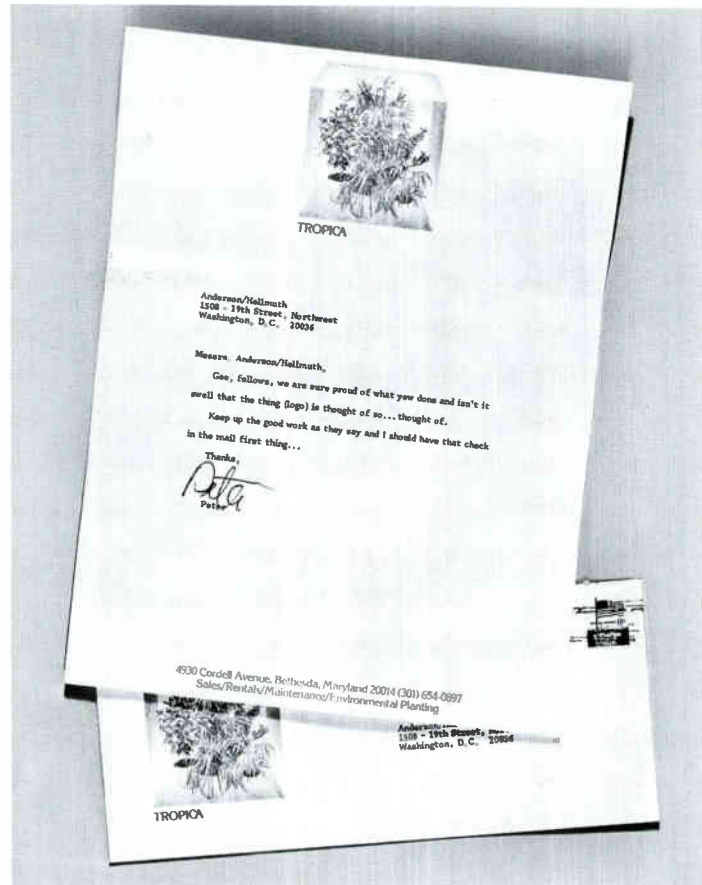 TROPICA
Anderson/Hellmuth
1508 - 19th Street, Northwest
Washington, D.C. 20036
Messrs. Anderson/Hellmuth,
Gee, fellows, we are sure proud of what yew done and isn't it
swell that the thing (logo) is thought of so... thought of.
Keep up the good work as they say and I should have that check
in the mail first thing...
Thanks,
Peter
Peter
4930 Cordell Avenue, Bethesda, Maryland 20014 (301) 654-0897
Sales/Rentals/Maintenance/Environmental Planting
Anderson
1508 - 19th Street,
Washington, D.C. 20036
TROPICA